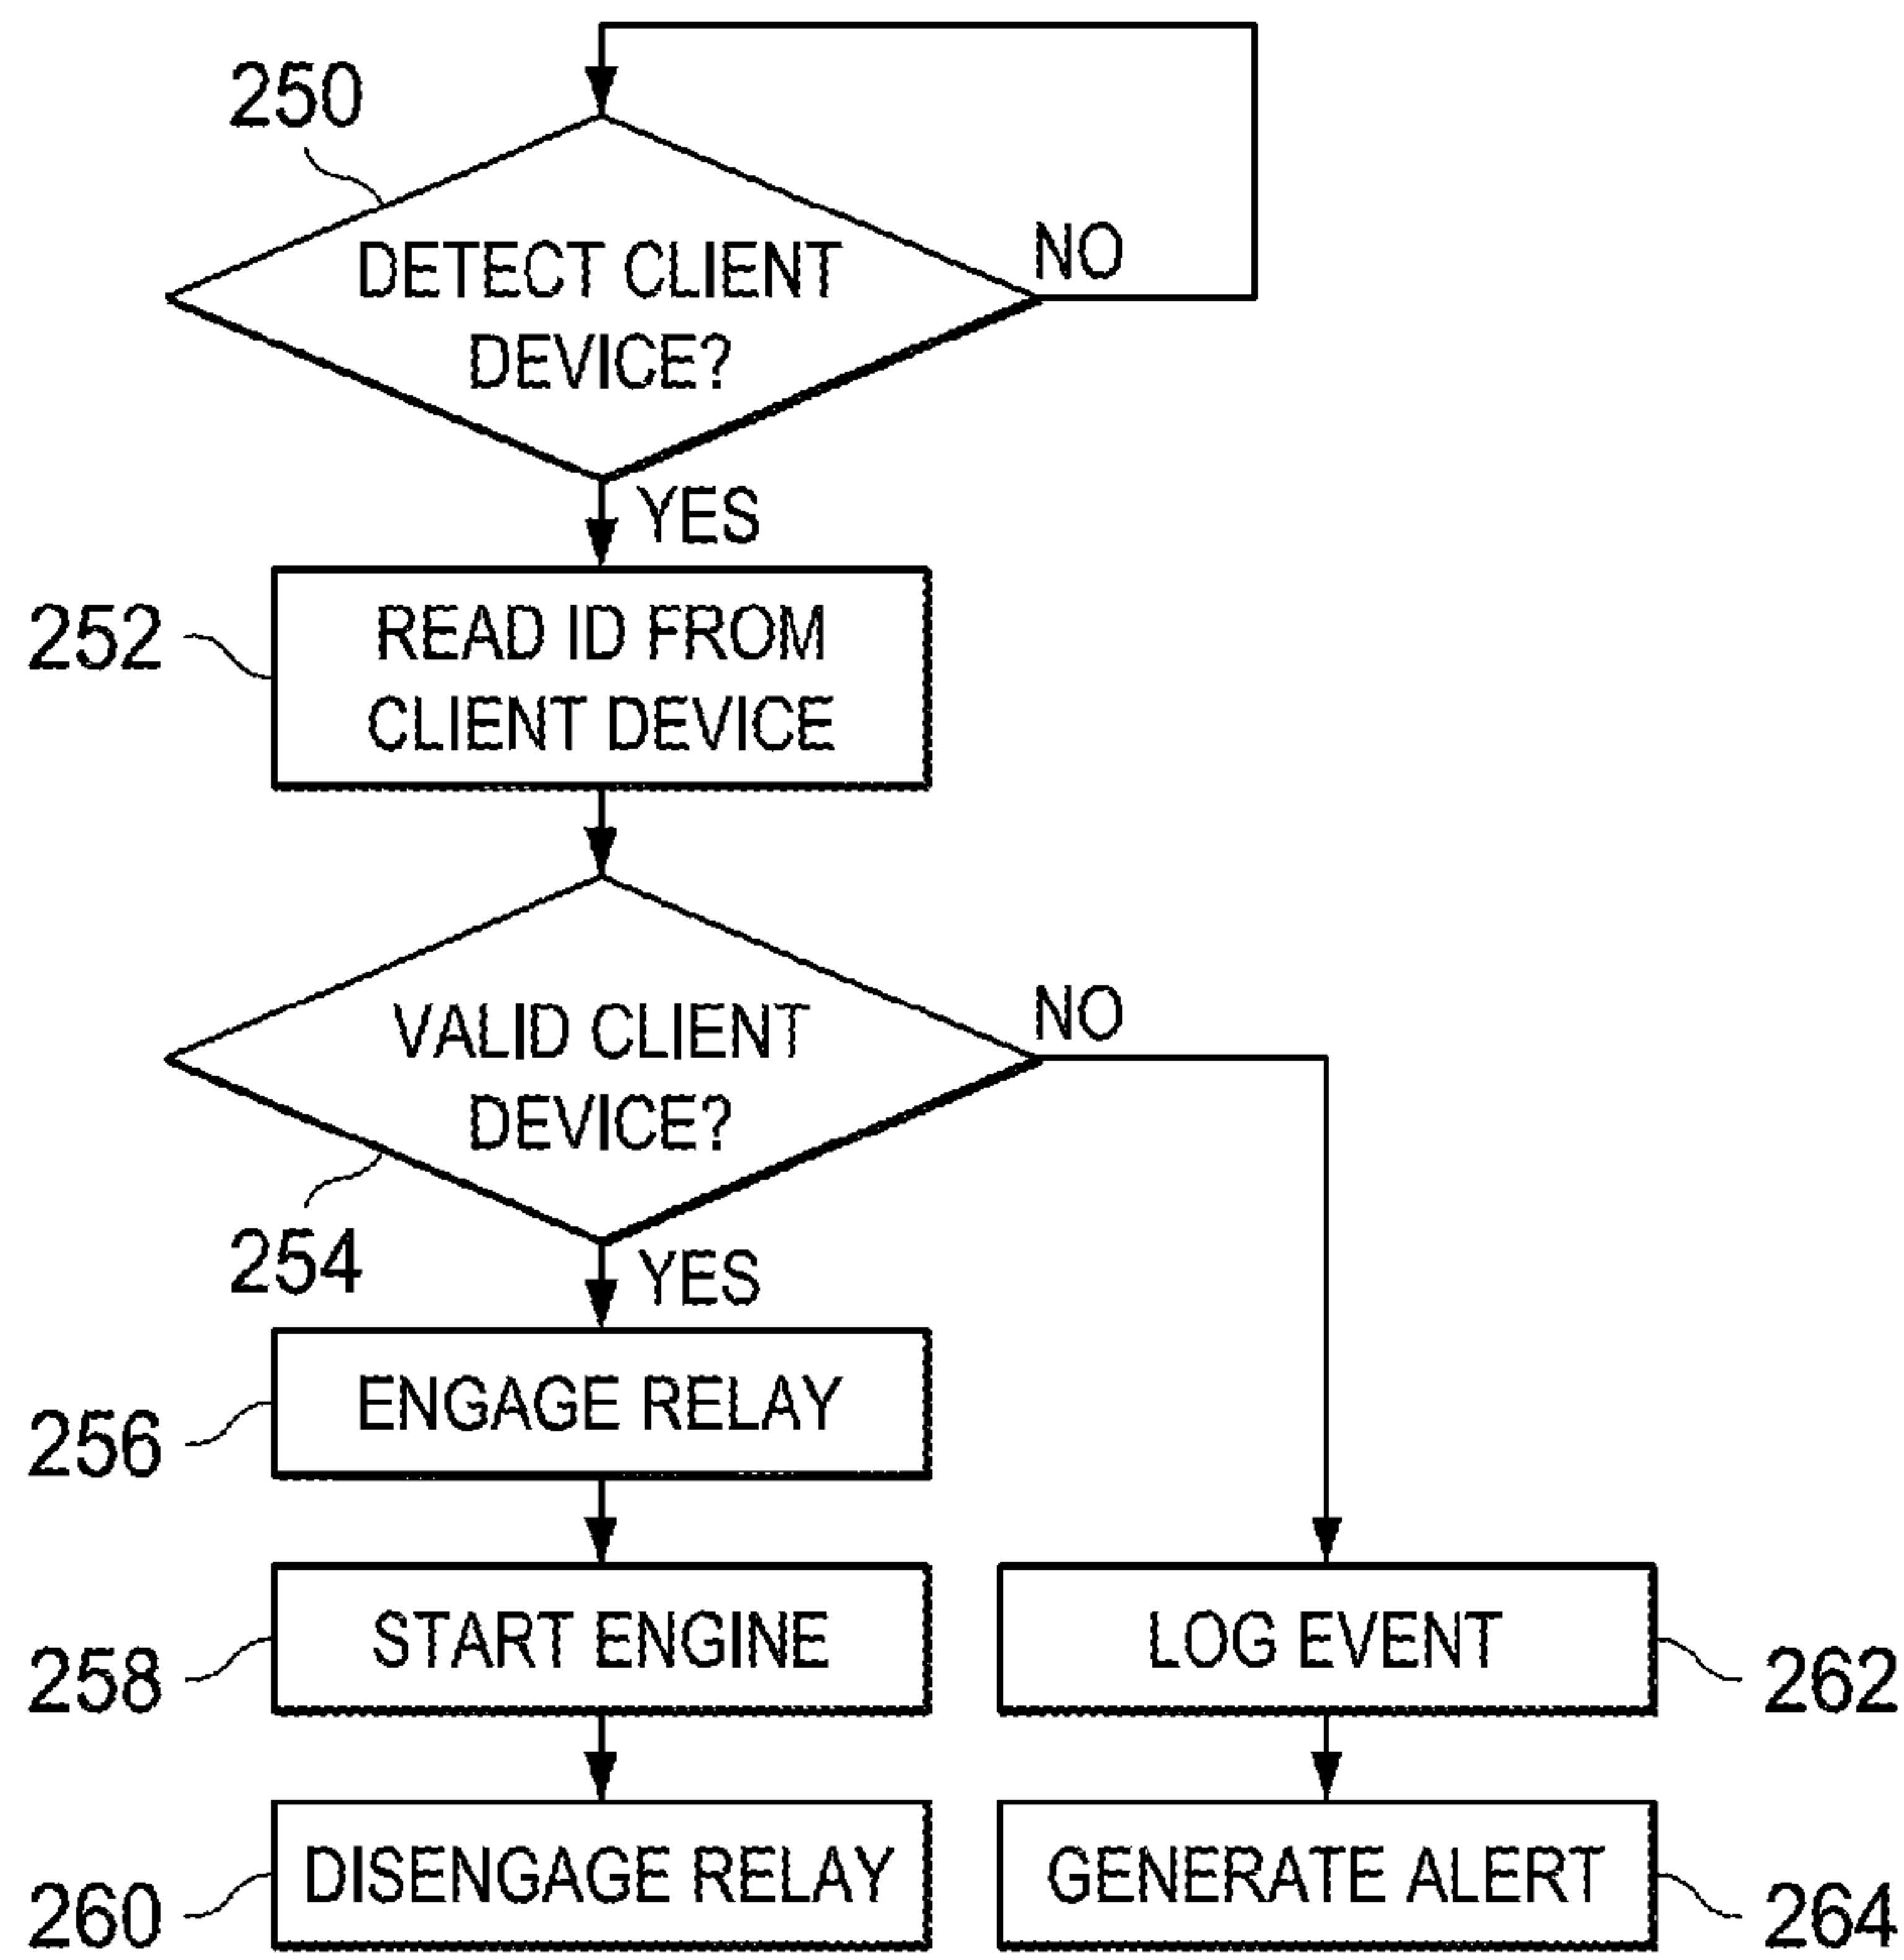 250
DETECT CLIENT
DEVICE?
NO
YES
252
READ ID FROM
CLIENT DEVICE
VALID CLIENT
DEVICE?
NO
254
YES
256
ENGAGE RELAY
258
START ENGINE
LOG EVENT
262
260
DISENGAGE RELAY
GENERATE ALERT
264